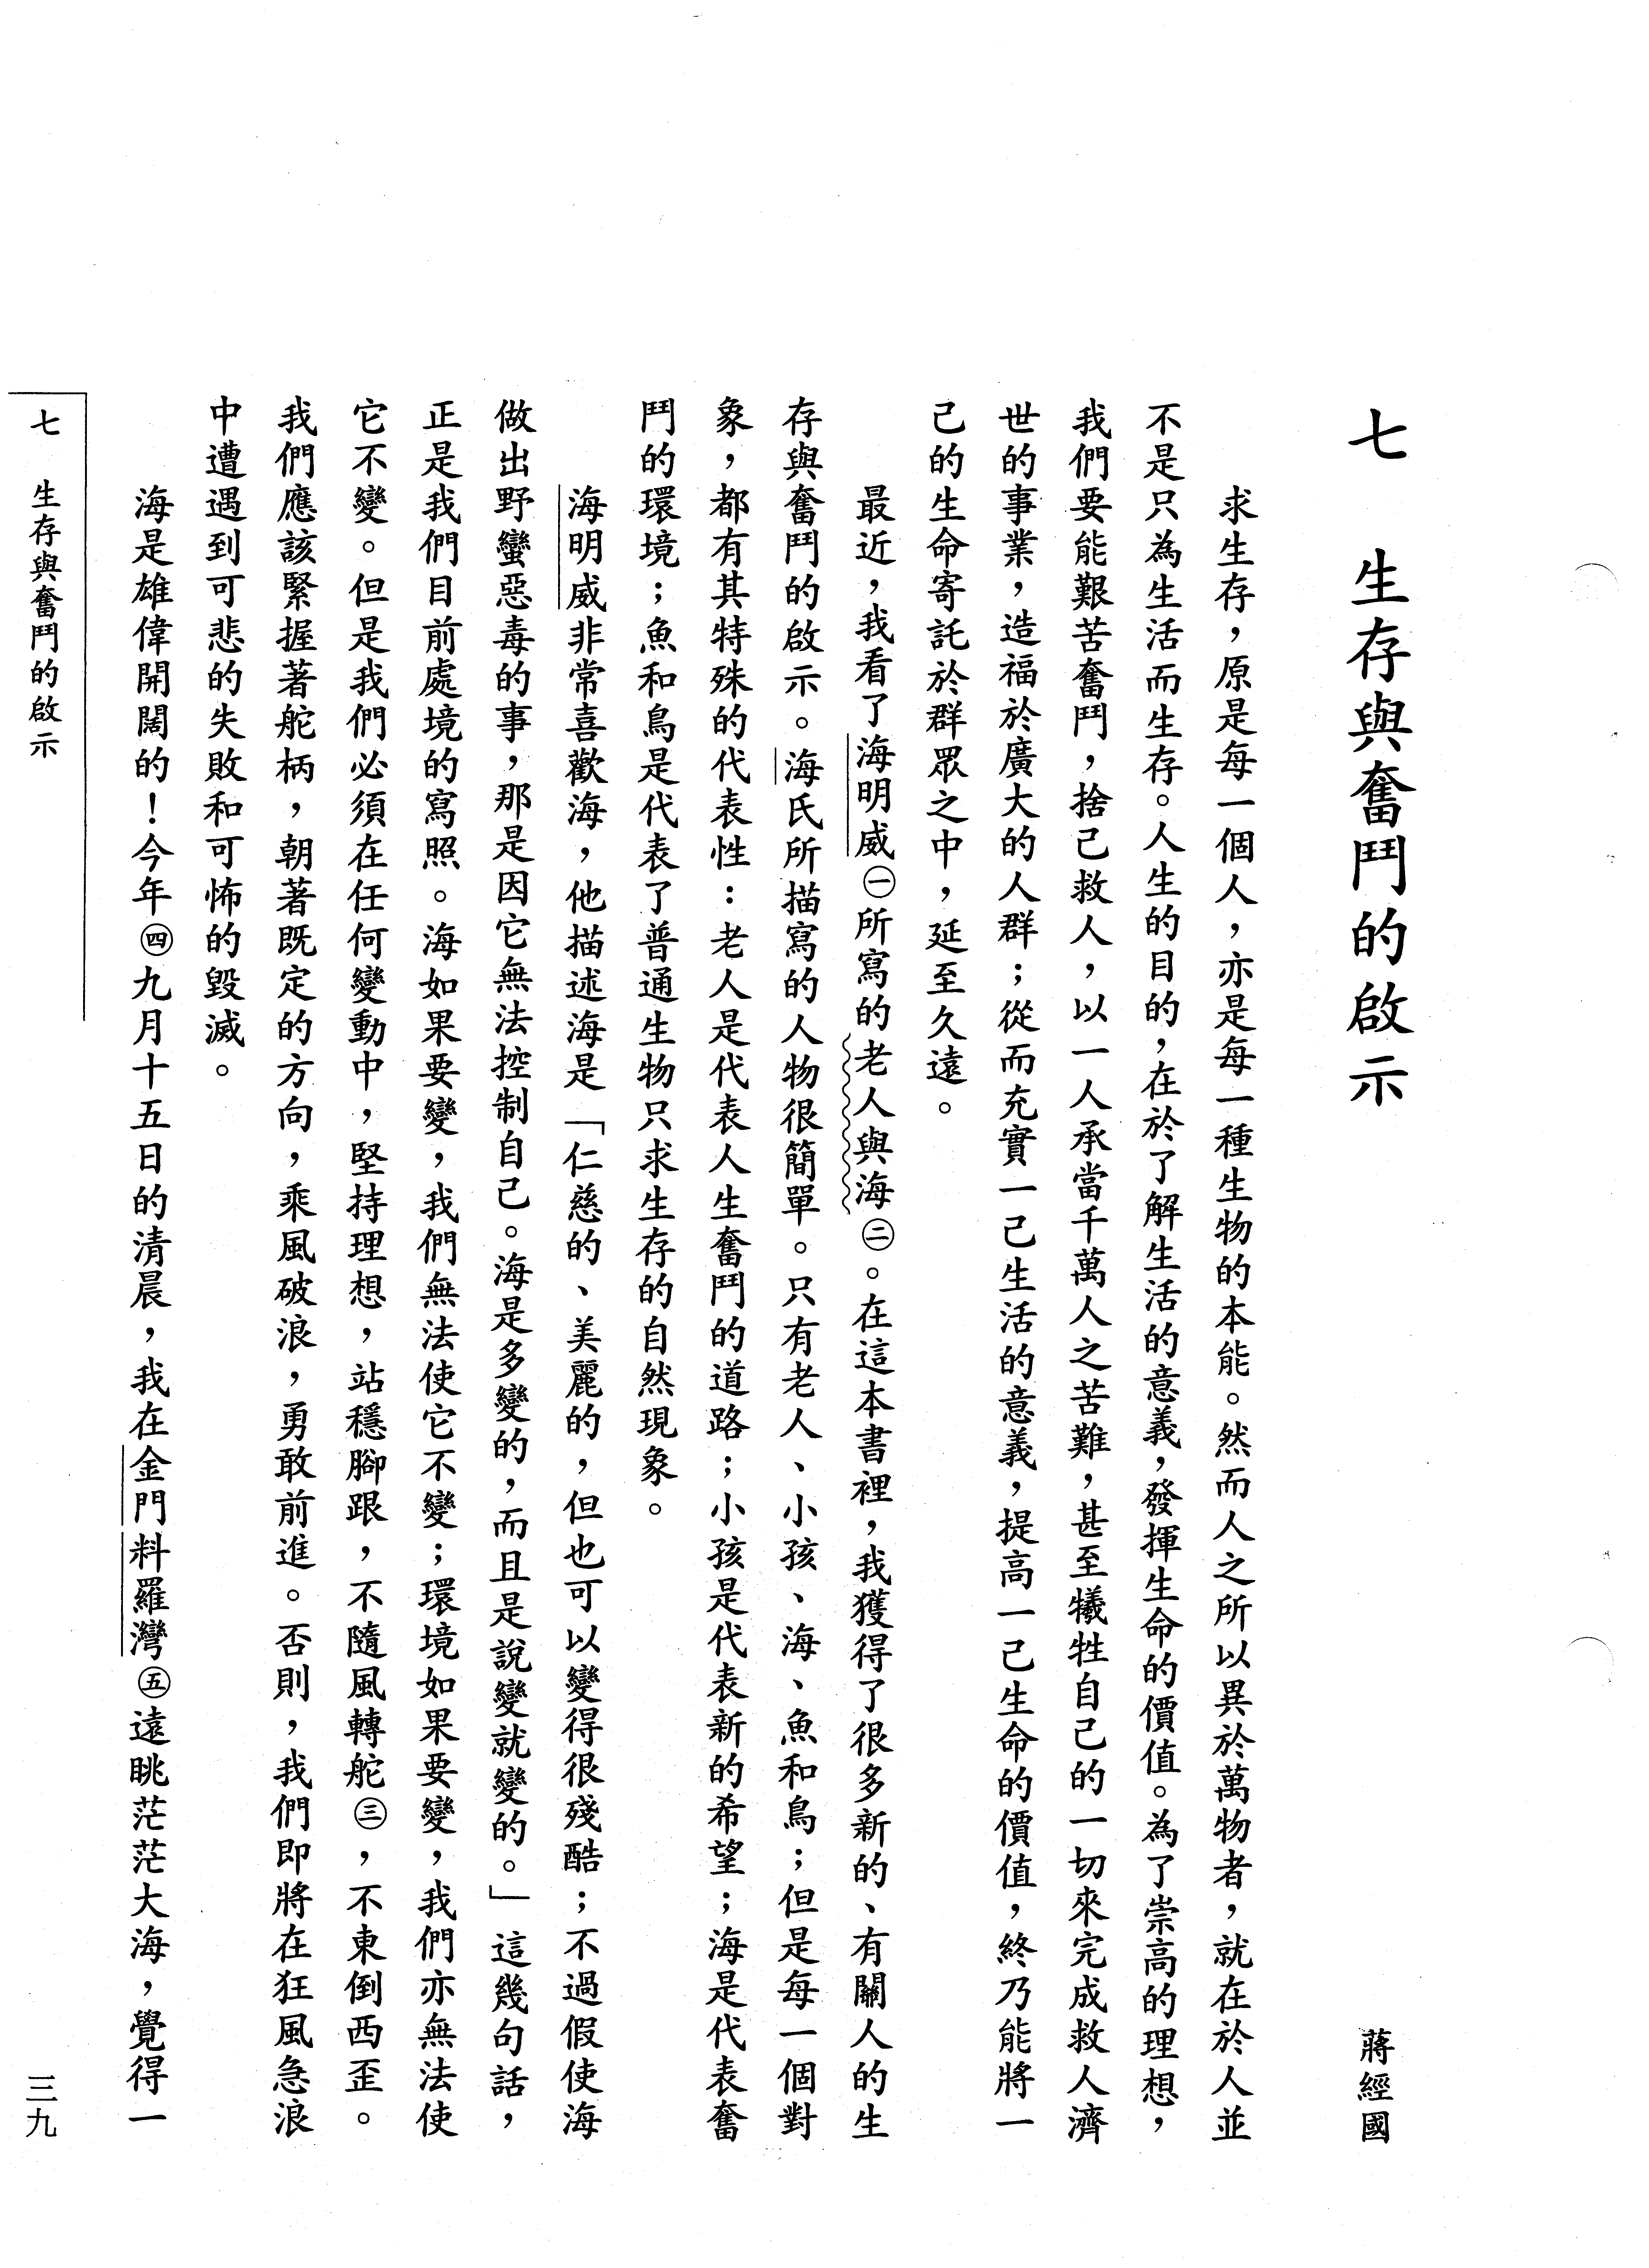 七　生存與奮鬥的啟示
蔣經國
求生存，原是每一個人，亦是每一種生物的本能。然而人之所以異於萬物者，就在於人並
不是只為生活而生存。人生的目的，在於了解生活的意義，發揮生命的價值。為了崇高的理想，
我們要能艱苦奮鬥，捨己救人，以一人承當千萬人之苦難，甚至犧牲自己的一切來完成救人濟
世的事業，造福於廣大的人群；從而充實一己生活的意義，提高一己生命的價值，終乃能將一
己的生命寄託於群眾之中，延至久遠。
最近，我看了海明威㊀所寫的老人與海㊁。在這本書裡，我獲得了很多新的、有關人的生
存與奮鬥的啟示。海氏所描寫的人物很簡單。只有老人、小孩、海、魚和鳥；但是每一個對
象，都有其特殊的代表性：老人是代表人生奮鬥的道路；小孩是代表新的希望；海是代表奮
鬥的環境；魚和鳥是代表了普通生物只求生存的自然現象。
海明威非常喜歡海，他描述海是「仁慈的、美麗的，但也可以變得很殘酷；不過假使海
做出野蠻惡毒的事，那是因它無法控制自己。海是多變的，而且是說變就變的。」這幾句話，
正是我們目前處境的寫照。海如果要變，我們無法使它不變；環境如果要變，我們亦無法使
它不變。但是我們必須在任何變動中，堅持理想，站穩腳跟，不隨風轉舵㊂，不東倒西歪。
我們應該緊握著舵柄，朝著既定的方向，乘風破浪，勇敢前進。否則，我們即將在狂風急浪
中遭遇到可悲的失敗和可怖的毀滅。
海是雄偉開闊的！今年㊃九月十五日的清晨，我在金門料羅灣㊄遠眺茫茫大海，覺得一
七　生存與奮鬥的啟示
三九